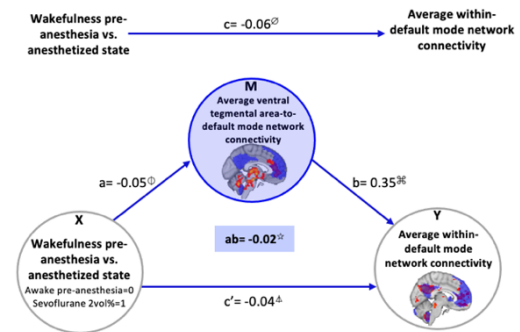 Wakefulness pre-
anesthesia vs.
anesthetized state
c= -0.06∅
Average within-
default mode network
connectivity
M
Average ventral
tegmental area-to-
default mode network
connectivity
a= -0.05⏀
b= 0.35⌘
X
Wakefulness pre-
anesthesia vs.
anesthetized state
Awake pre-anesthesia=0
Sevoflurane 2vol%=1
ab= -0.02☆
Y
Average within-
default mode
network connectivity
c’= -0.04⍋